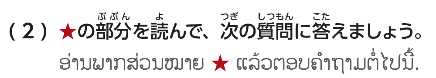 (2) ★の部分を読んで、次の質問に答えましょう。
ອ່ານພາກສ່ວນໝາຍ ★ ແລ້ວຕອບຄຳຖາມຕໍ່ໄປນີ້.